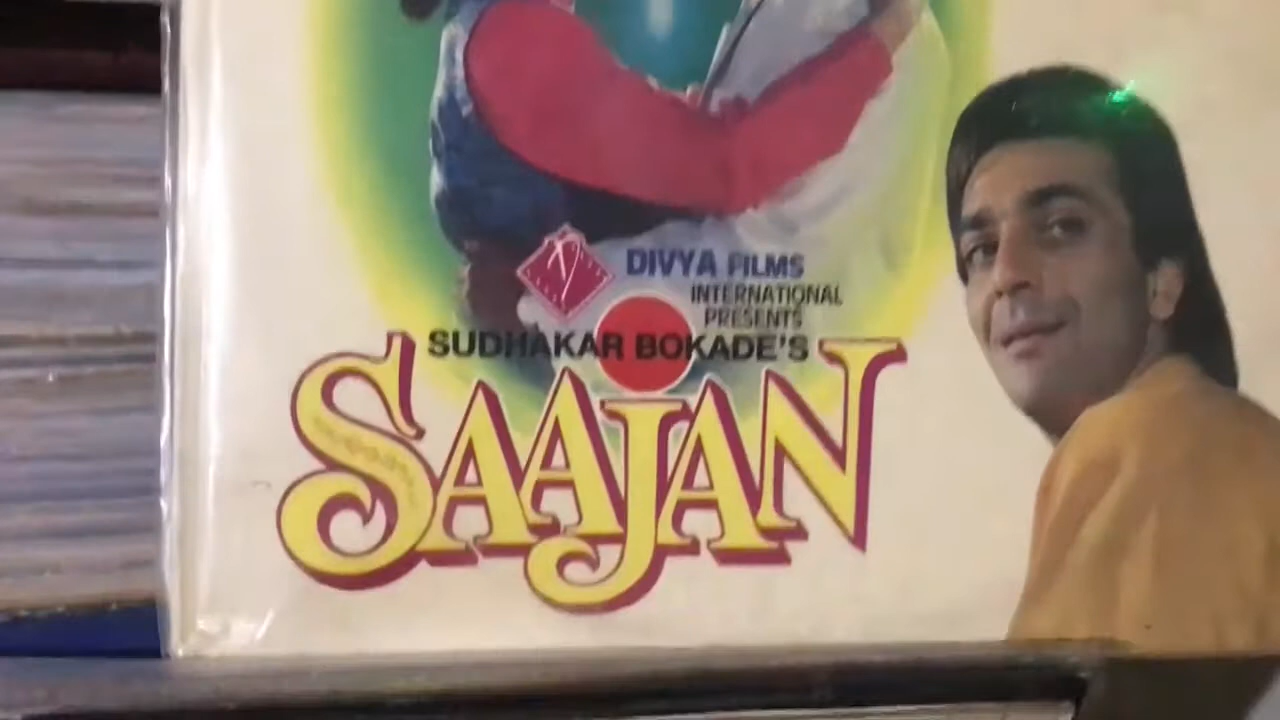 DIVYA FILMS
INTERNATIONAL
PRESENTS
SUDHAKAR BOKADE'S
SAAJAN